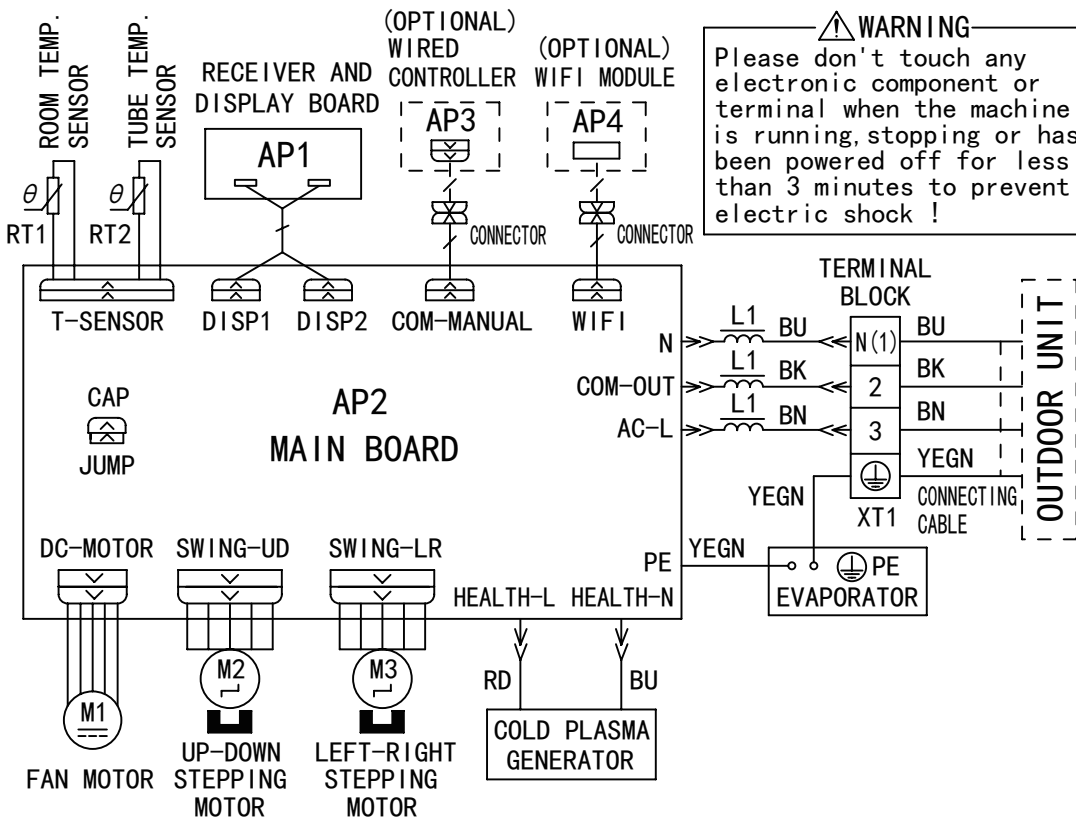 ROOM TEMP.
SENSOR
TUBE TEMP.
SENSOR
RECEIVER AND
DISPLAY BOARD
(OPTIONAL)
WIRED
CONTROLLER
(OPTIONAL)
WIFI MODULE
⚠WARNING
Please don't touch any
electronic component or
terminal when the machine
is running,stopping or has
been powered off for less
than 3 minutes to prevent
electric shock !
AP1
AP3
AP4
θ
RT1
θ
RT2
CONNECTOR
CONNECTOR
T-SENSOR
DISP1
DISP2
COM-MANUAL
WIFI
TERMINAL
BLOCK
N
L1
BU
N(1)
BU
COM-OUT
L1
BK
2
BK
AC-L
L1
BN
3
BN
YEGN
YEGN
XT1
CONNECTING
CABLE
OUTDOOR UNIT
CAP
JUMP
AP2
MAIN BOARD
DC-MOTOR
SWING-UD
SWING-LR
PE
YEGN
PE
EVAPORATOR
HEALTH-L
HEALTH-N
M1
M2
M3
RD
BU
COLD PLASMA
GENERATOR
FAN MOTOR
UP-DOWN
STEPPING
MOTOR
LEFT-RIGHT
STEPPING
MOTOR